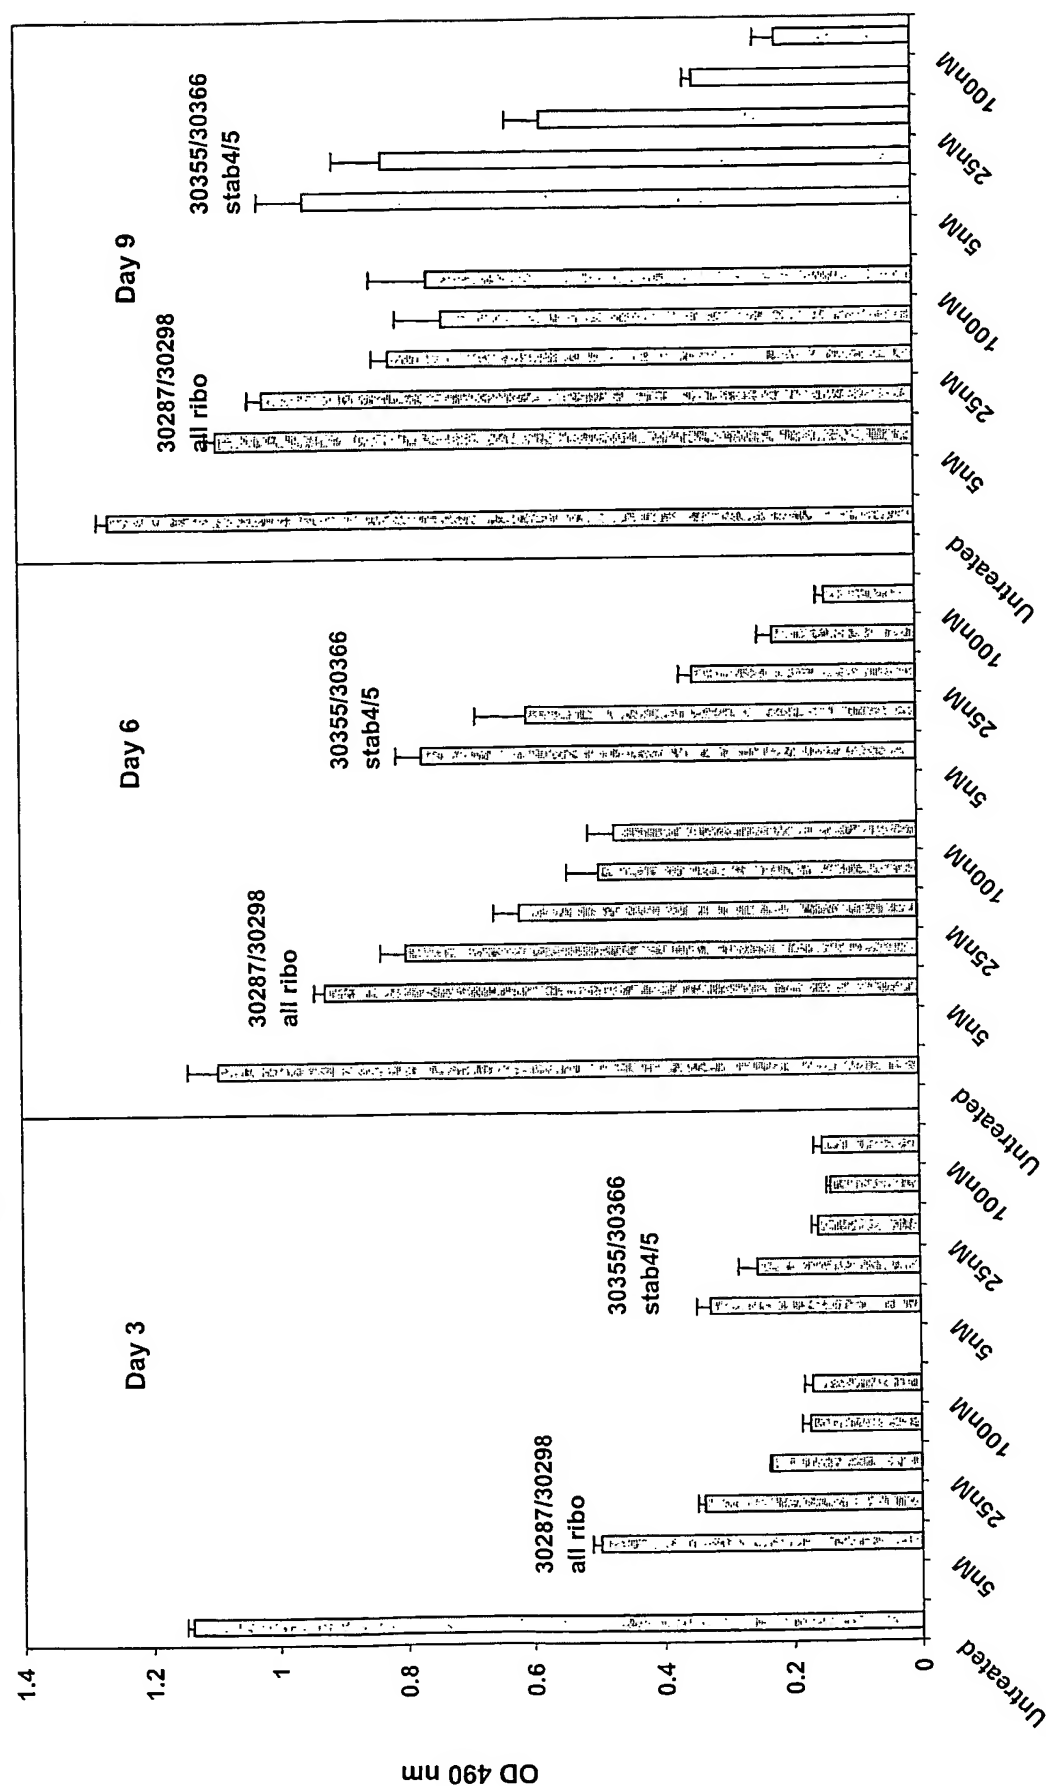 OD 490 nm
1.4
1.2
1
0.8
0.6
0.4
0.2
0
Day 3
30287/30298
all ribo
30355/30366
stab4/5
Untreated
5nM
25nM
100nM
5nM
25nM
100nM
Day 6
30287/30298
all ribo
30355/30366
stab4/5
Untreated
5nM
25nM
100nM
5nM
25nM
100nM
Day 9
30287/30298
all ribo
30355/30366
stab4/5
Untreated
5nM
25nM
100nM
5nM
25nM
100nM